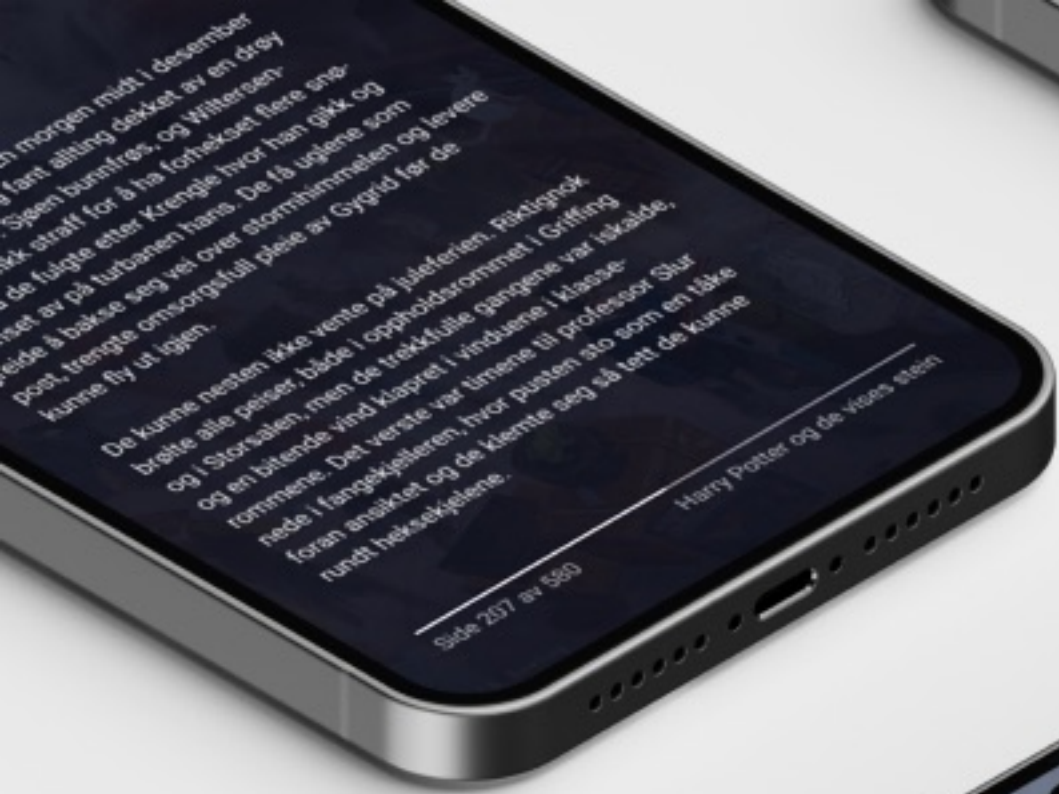 morgen midt i desember
fant allting dekket av en drøy
Sjøen bunnfrøs, og Wiltersen-
straff for å ha forhekset flere snø-
de fulgte etter Krengle hvor han gikk og
av på turbanen hans. De få uglene som
å bakse seg vei over stormhimmelen og levere
post, trengte omsorgsfull pleie av Gygrid før de
kunne fly ut igjen.
De kunne nesten ikke vente på juleferien. Riktignok
brølte alle peiser, både i oppholdsrommet i Griffing
og i Storsalen, men de trekkfulle gangene var iskalde,
og en bitende vind klapret i vinduene i klasse-
rommene. Det verste var timene til professor Slur
nede i fangekjelleren, hvor pusten sto som en tåke
foran ansiktet og de klemte seg så tett de kunne
rundt heksekjelene.
Side 207 av 580
Harry Potter og de vises stein